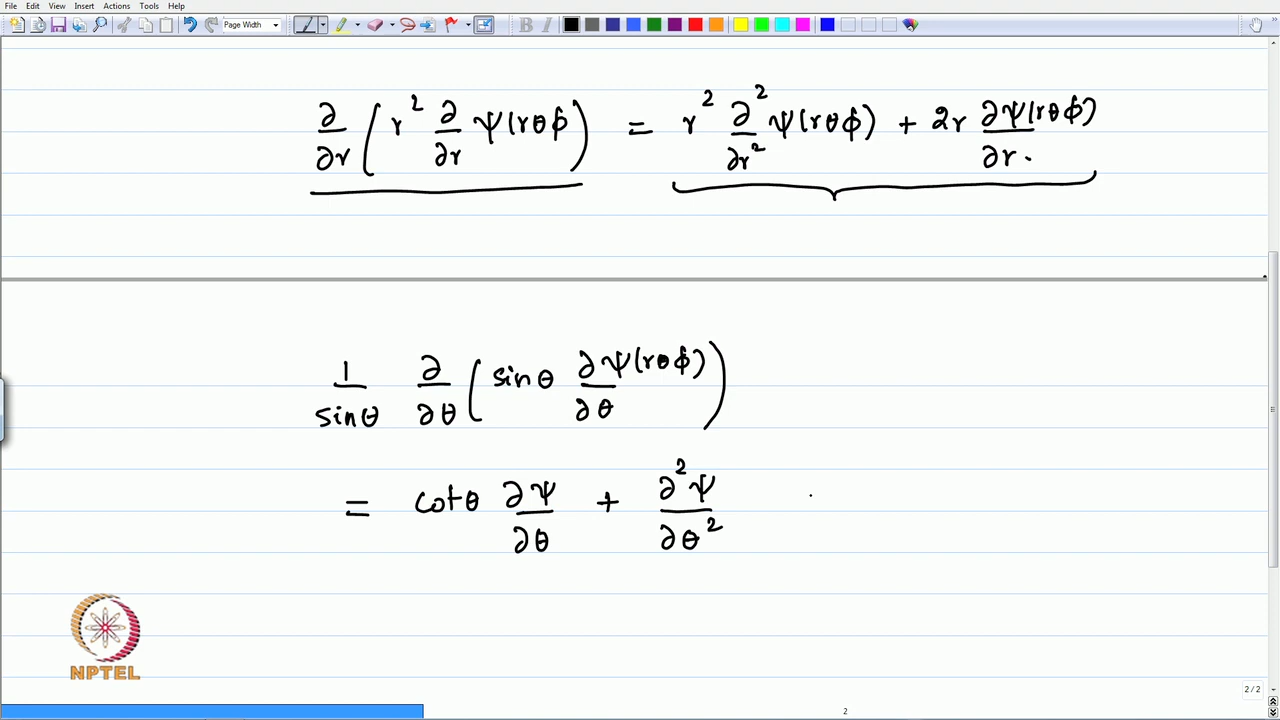 File Edit View Insert Actions Tools Help
Page Width
∂/∂r ( r² ∂/∂r ψ(rθϕ) ) = r² ∂²/∂r² ψ(rθϕ) + 2r ∂ψ(rθϕ)/∂r.
1/sinθ ∂/∂θ ( sinθ ∂ψ(rθϕ)/∂θ )
= cotθ ∂ψ/∂θ + ∂²ψ/∂θ²
NPTEL
2/2
2